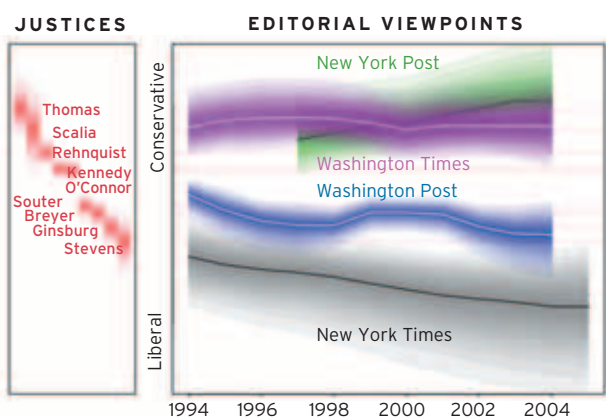 JUSTICES
EDITORIAL VIEWPOINTS
Thomas
Scalia
Rehnquist
Kennedy
O'Connor
Souter
Breyer
Ginsburg
Stevens
Conservative
Liberal
New York Post
Washington Times
Washington Post
New York Times
1994 1996 1998 2000 2002 2004